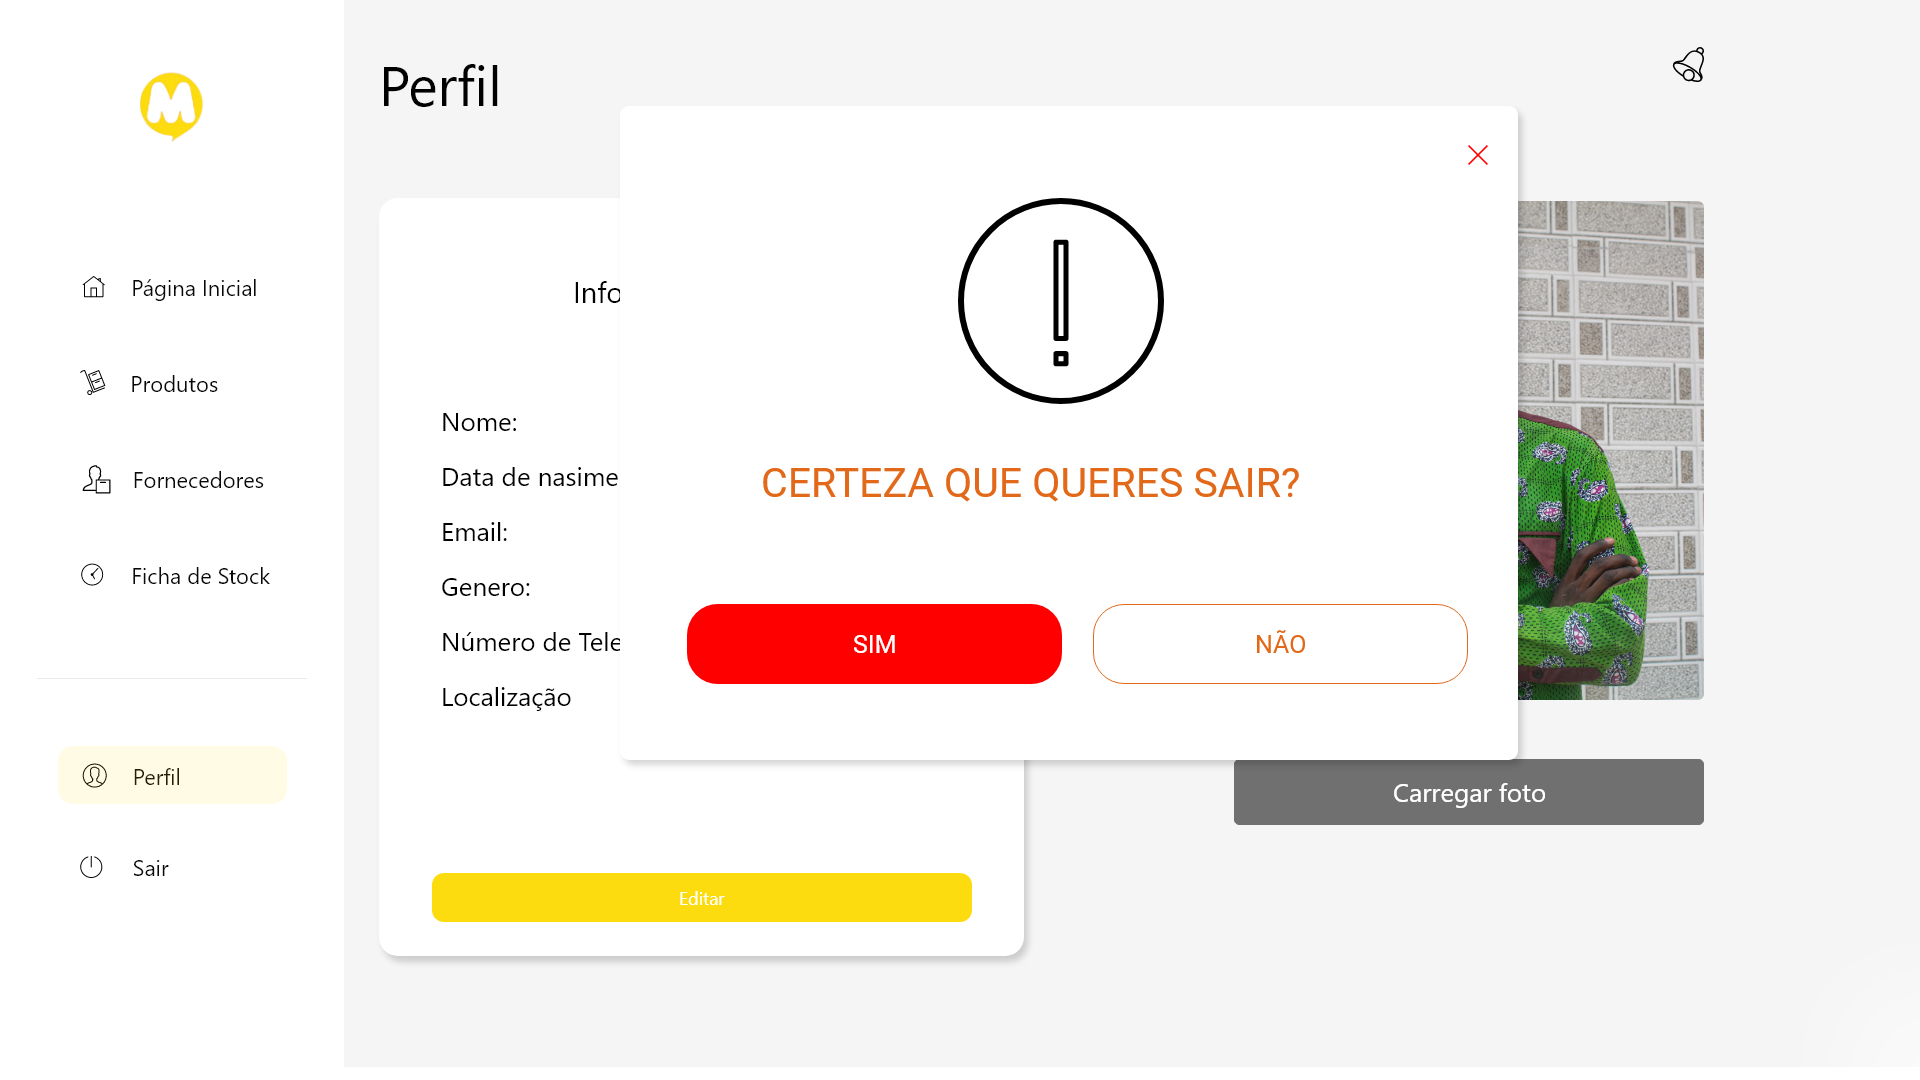 M
Perfil
Página Inicial
Produtos
Fornecedores
Ficha de Stock
Perfil
Sair
Info
Nome:
Data de nasime
Email:
Genero:
Número de Tele
Localização
Editar
CERTEZA QUE QUERES SAIR?
SIM
NÃO
Carregar foto